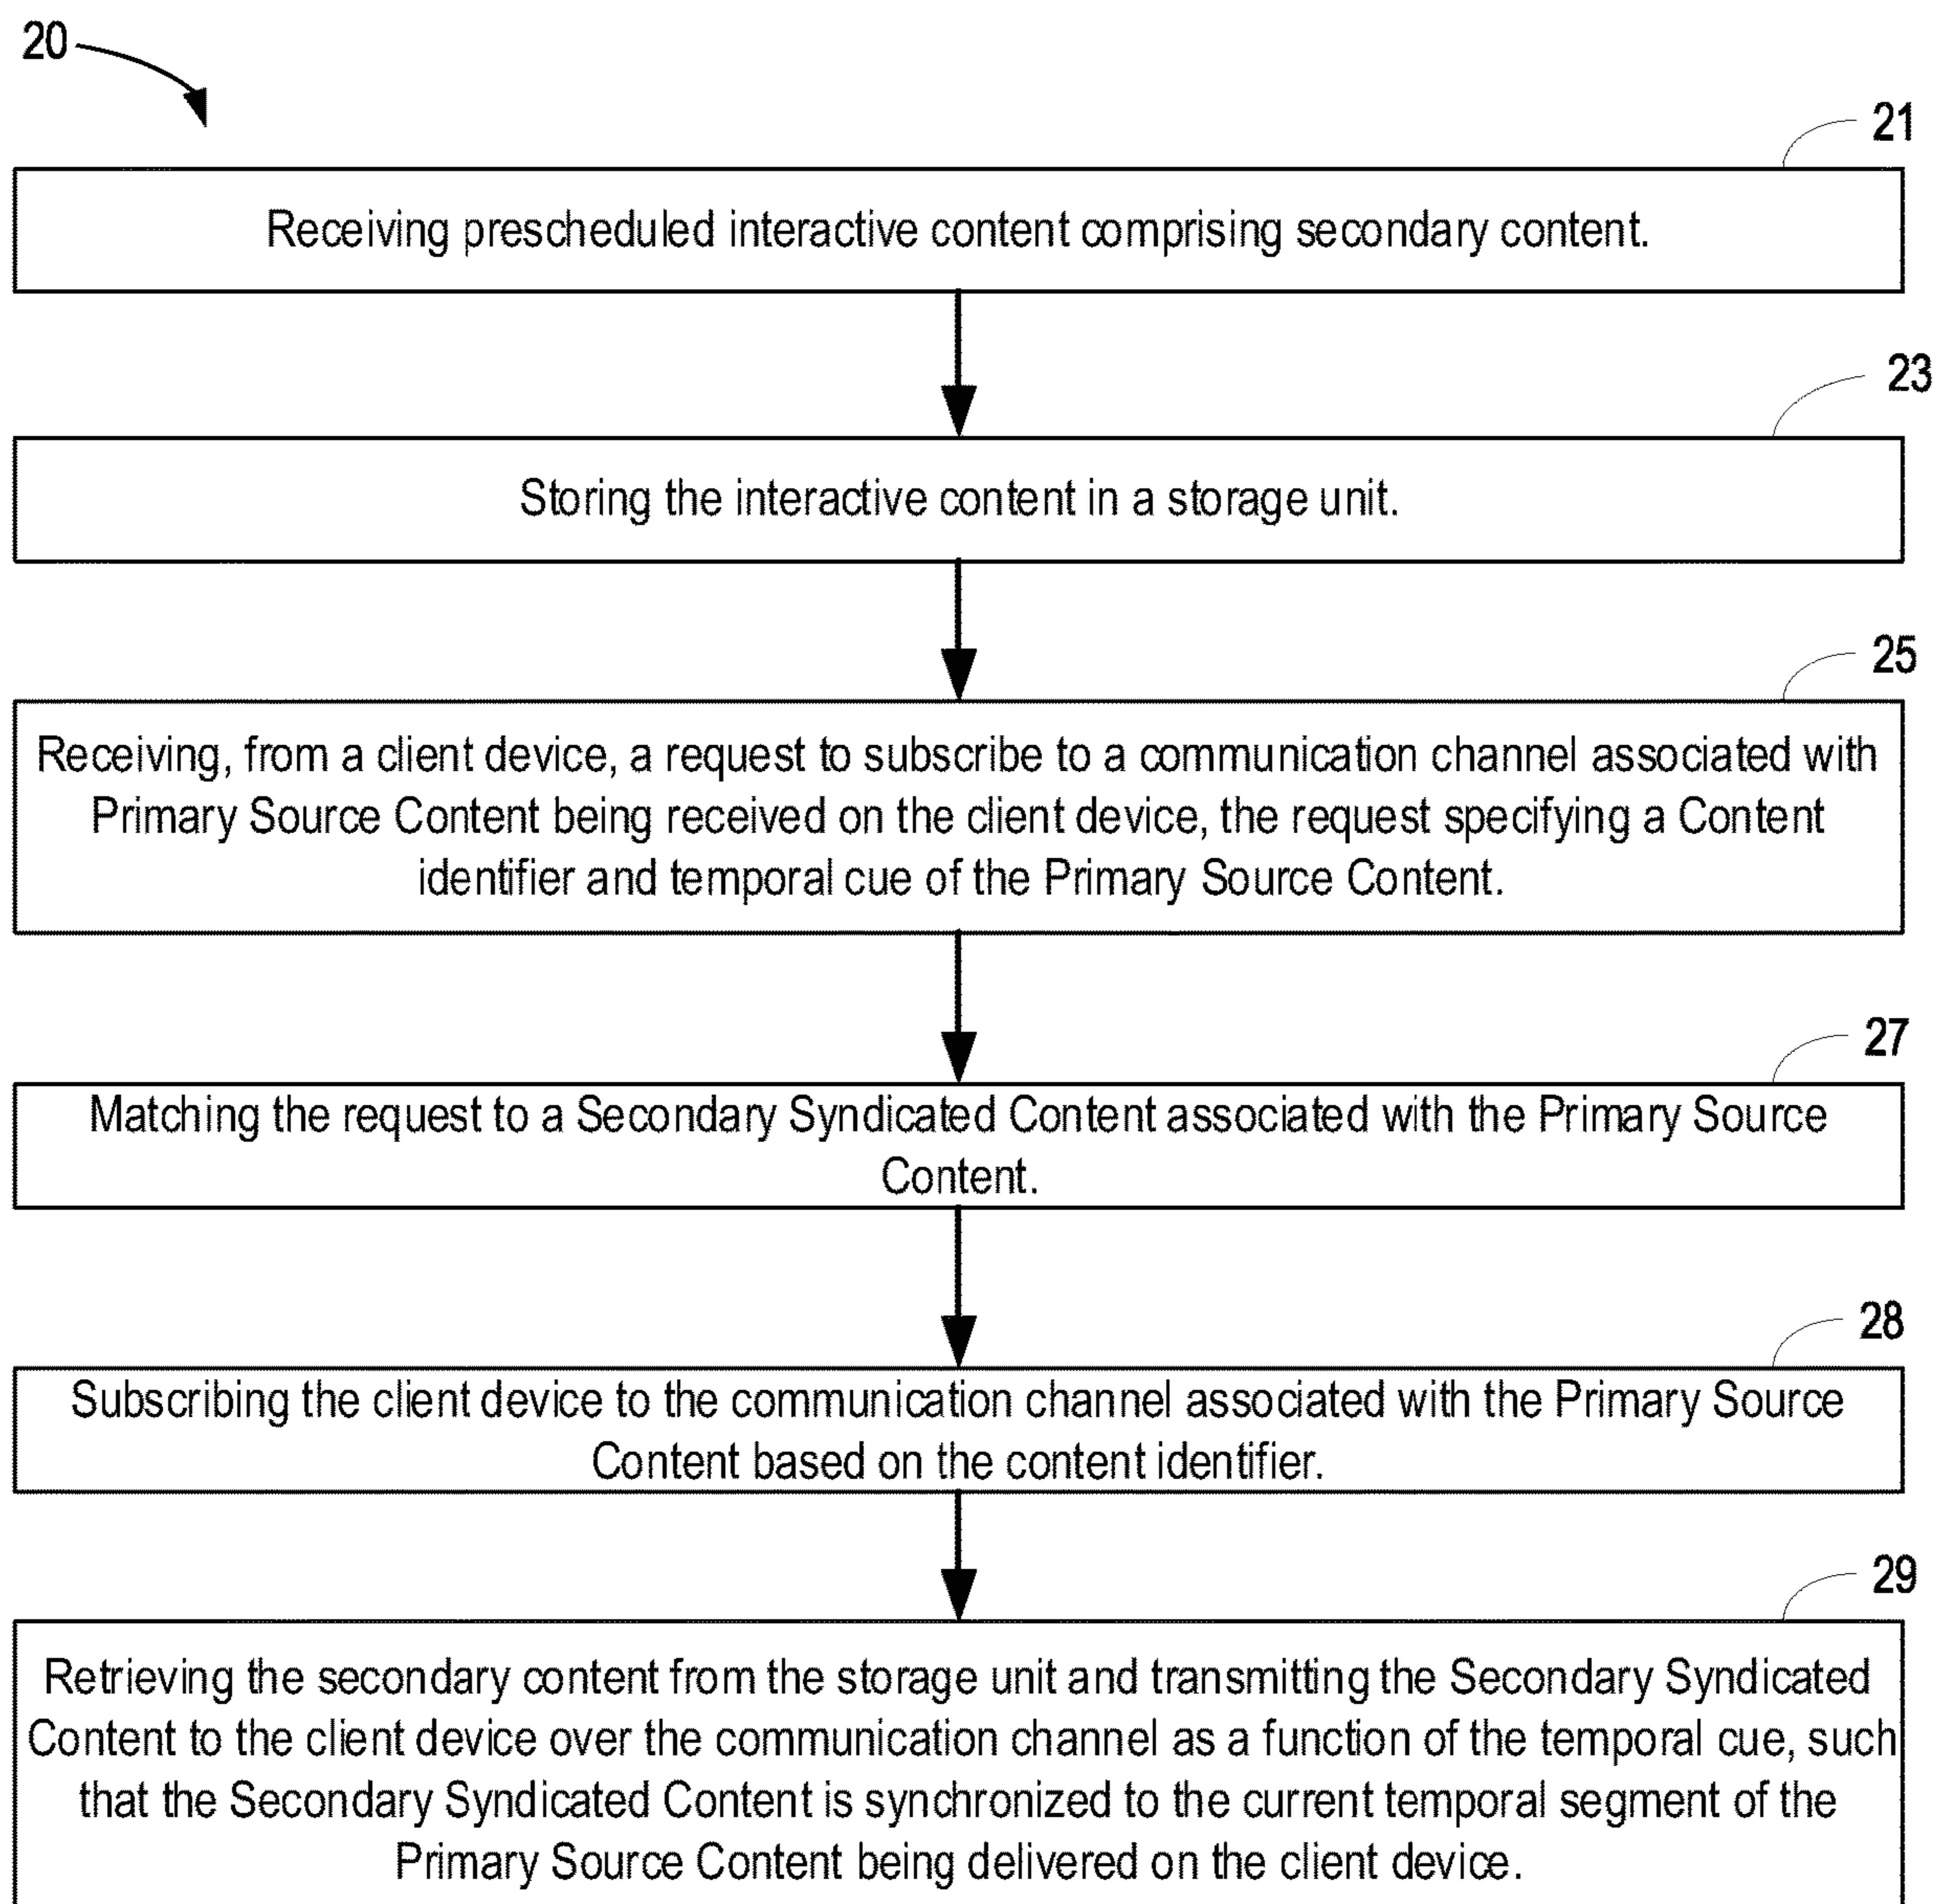 20
21
Receiving prescheduled interactive content comprising secondary content.
23
Storing the interactive content in a storage unit.
25
Receiving, from a client device, a request to subscribe to a communication channel associated with
Primary Source Content being received on the client device, the request specifying a Content
identifier and temporal cue of the Primary Source Content.
27
Matching the request to a Secondary Syndicated Content associated with the Primary Source
Content.
28
Subscribing the client device to the communication channel associated with the Primary Source
Content based on the content identifier.
29
Retrieving the secondary content from the storage unit and transmitting the Secondary Syndicated
Content to the client device over the communication channel as a function of the temporal cue, such
that the Secondary Syndicated Content is synchronized to the current temporal segment of the
Primary Source Content being delivered on the client device.